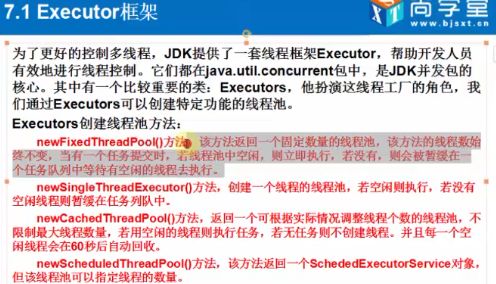 7.1 Executor框架
尚学堂
www.bjsxt.com
为了更好的控制多线程，JDK提供了一套线程框架Executor，帮助开发人员
有效地进行线程控制。它们都在java.util.concurrent包中，是JDK并发包的
核心。其中有一个比较重要的类：Executors，他扮演这线程工厂的角色，我
们通过Executors可以创建特定功能的线程池。
Executors创建线程池方法：
newFixedThreadPool()方法，该方法返回一个固定数量的线程池，该方法的线程数始
终不变，当有一个任务提交时，若线程池中空闲，则立即执行，若没有，则会被暂缓在一
个任务队列中等待有空闲的线程去执行。
newSingleThreadExecutor()方法，创建一个线程的线程池，若空闲则执行，若没有
空闲线程则暂缓在任务列队中。
newCachedThreadPool()方法，返回一个可根据实际情况调整线程个数的线程池，不
限制最大线程数量，若用空闲的线程则执行任务，若无任务则不创建线程。并且每一个空
闲线程会在60秒后自动回收。
newScheduledThreadPool()方法，该方法返回一个SchededExecutorService对象，
但该线程池可以指定线程的数量。